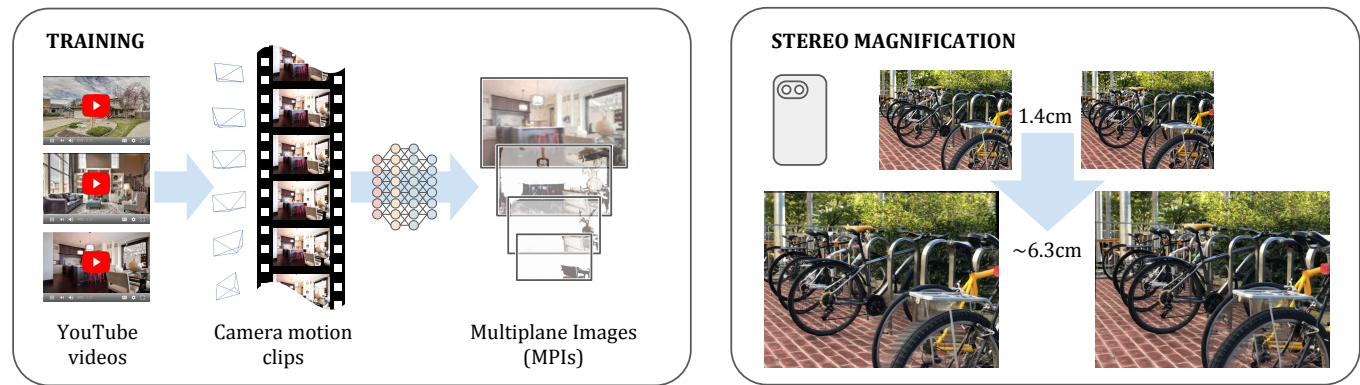 TRAINING
YouTube
videos
Camera motion
clips
Multiplane Images
(MPIs)
STEREO MAGNIFICATION
1.4cm
~6.3cm